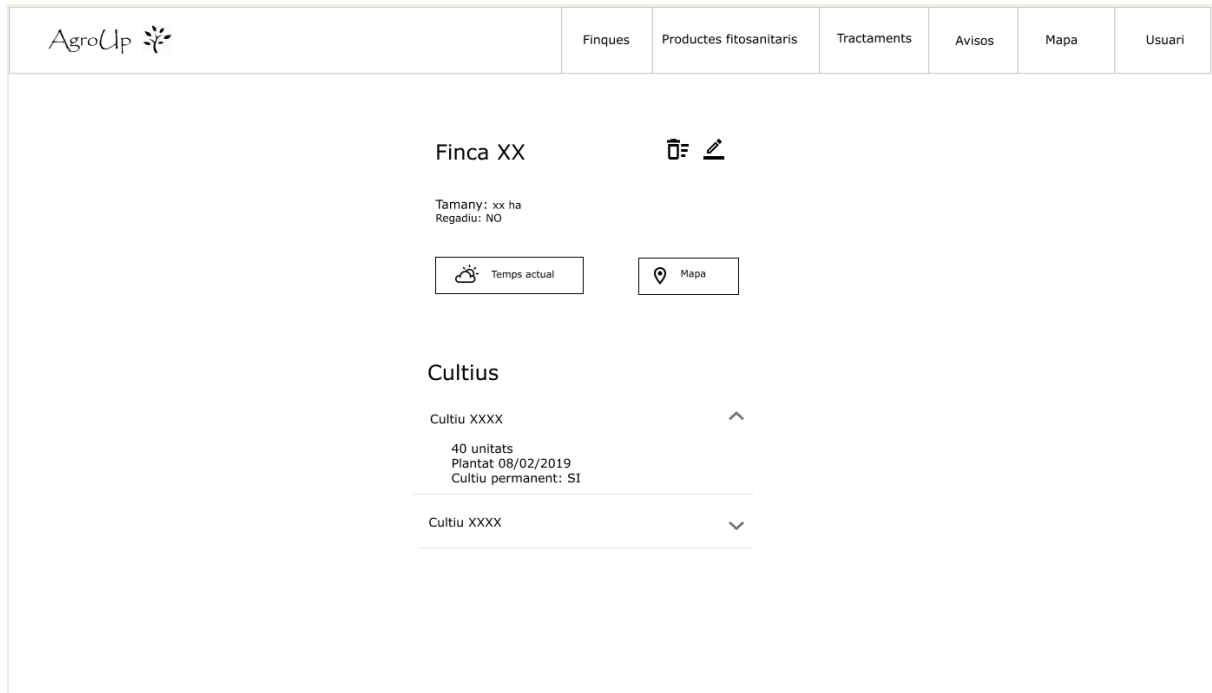 AgroUp
Finques
Productes fitosanitaris
Tractaments
Avisos
Mapa
Usuari
Finca XX
Tamany: xx ha
Regadiu: NO
Temps actual
Mapa
Cultius
Cultiu XXXX
40 unitats
Plantat 08/02/2019
Cultiu permanent: SI
Cultiu XXXX